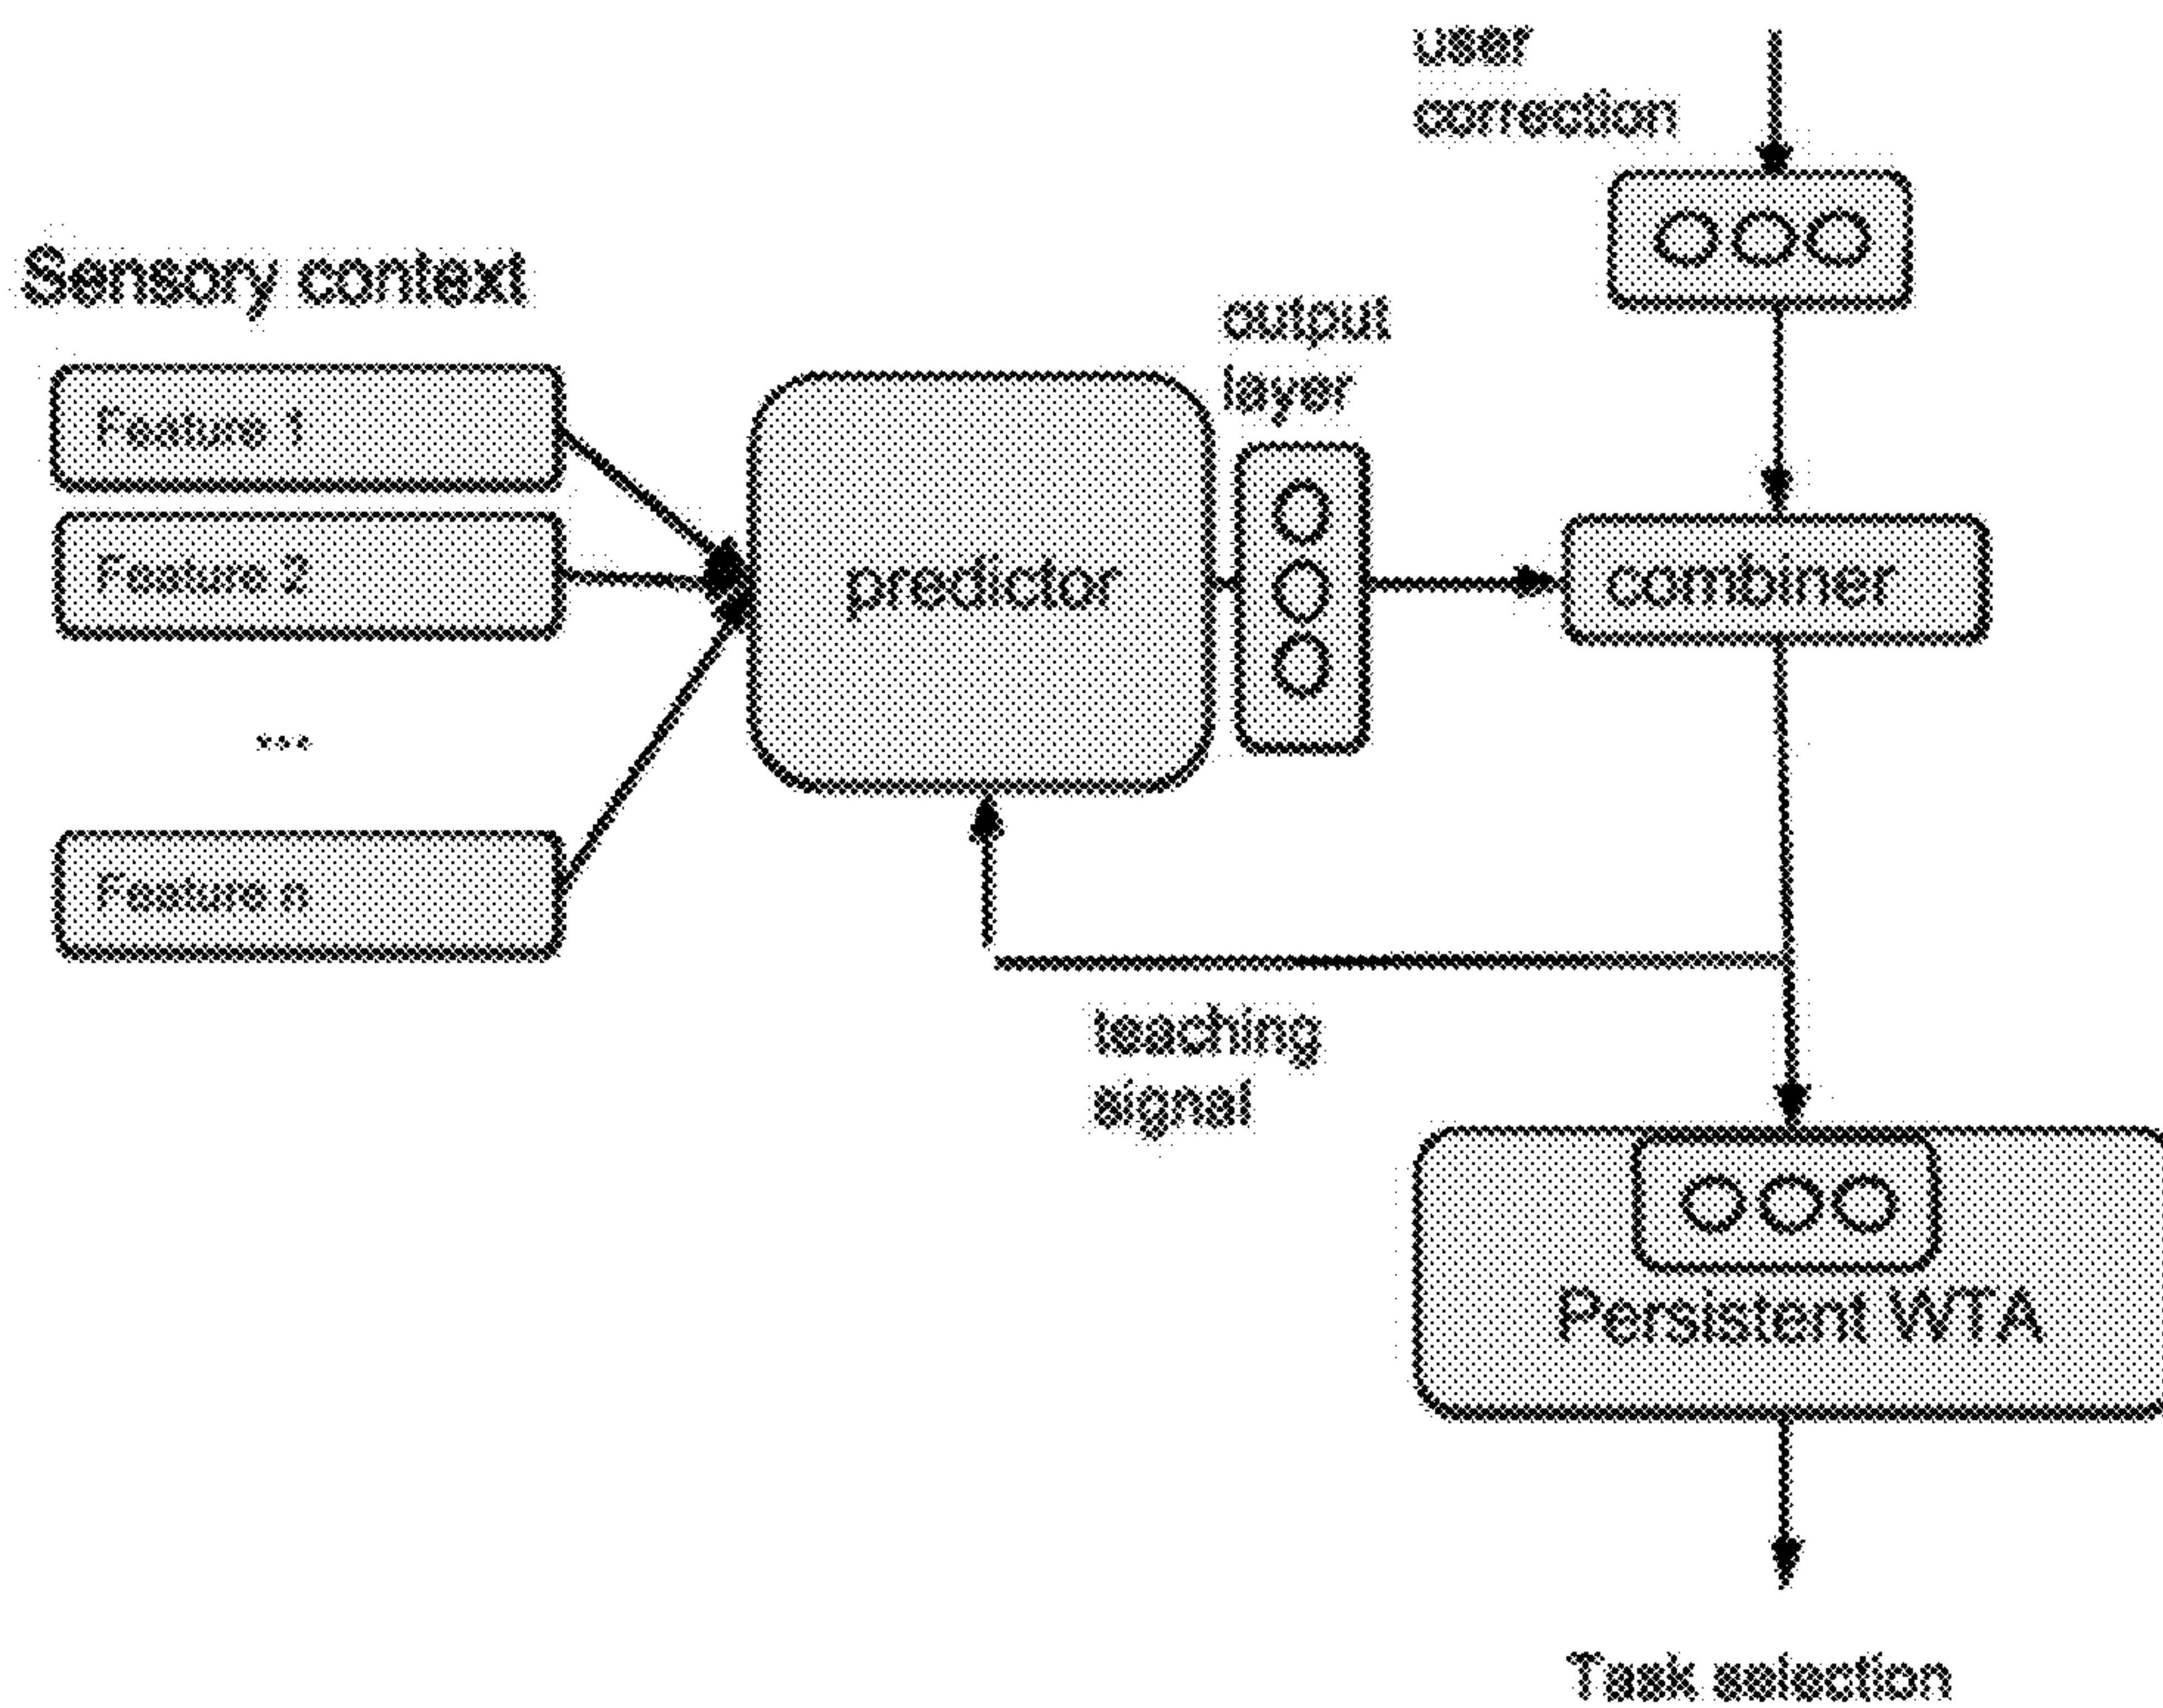 user
correction
Sensory context
output
layer
Feature 1
Feature 2
predictor
combiner
...
Feature n
teaching
signal
Persistent WTA
Task selection